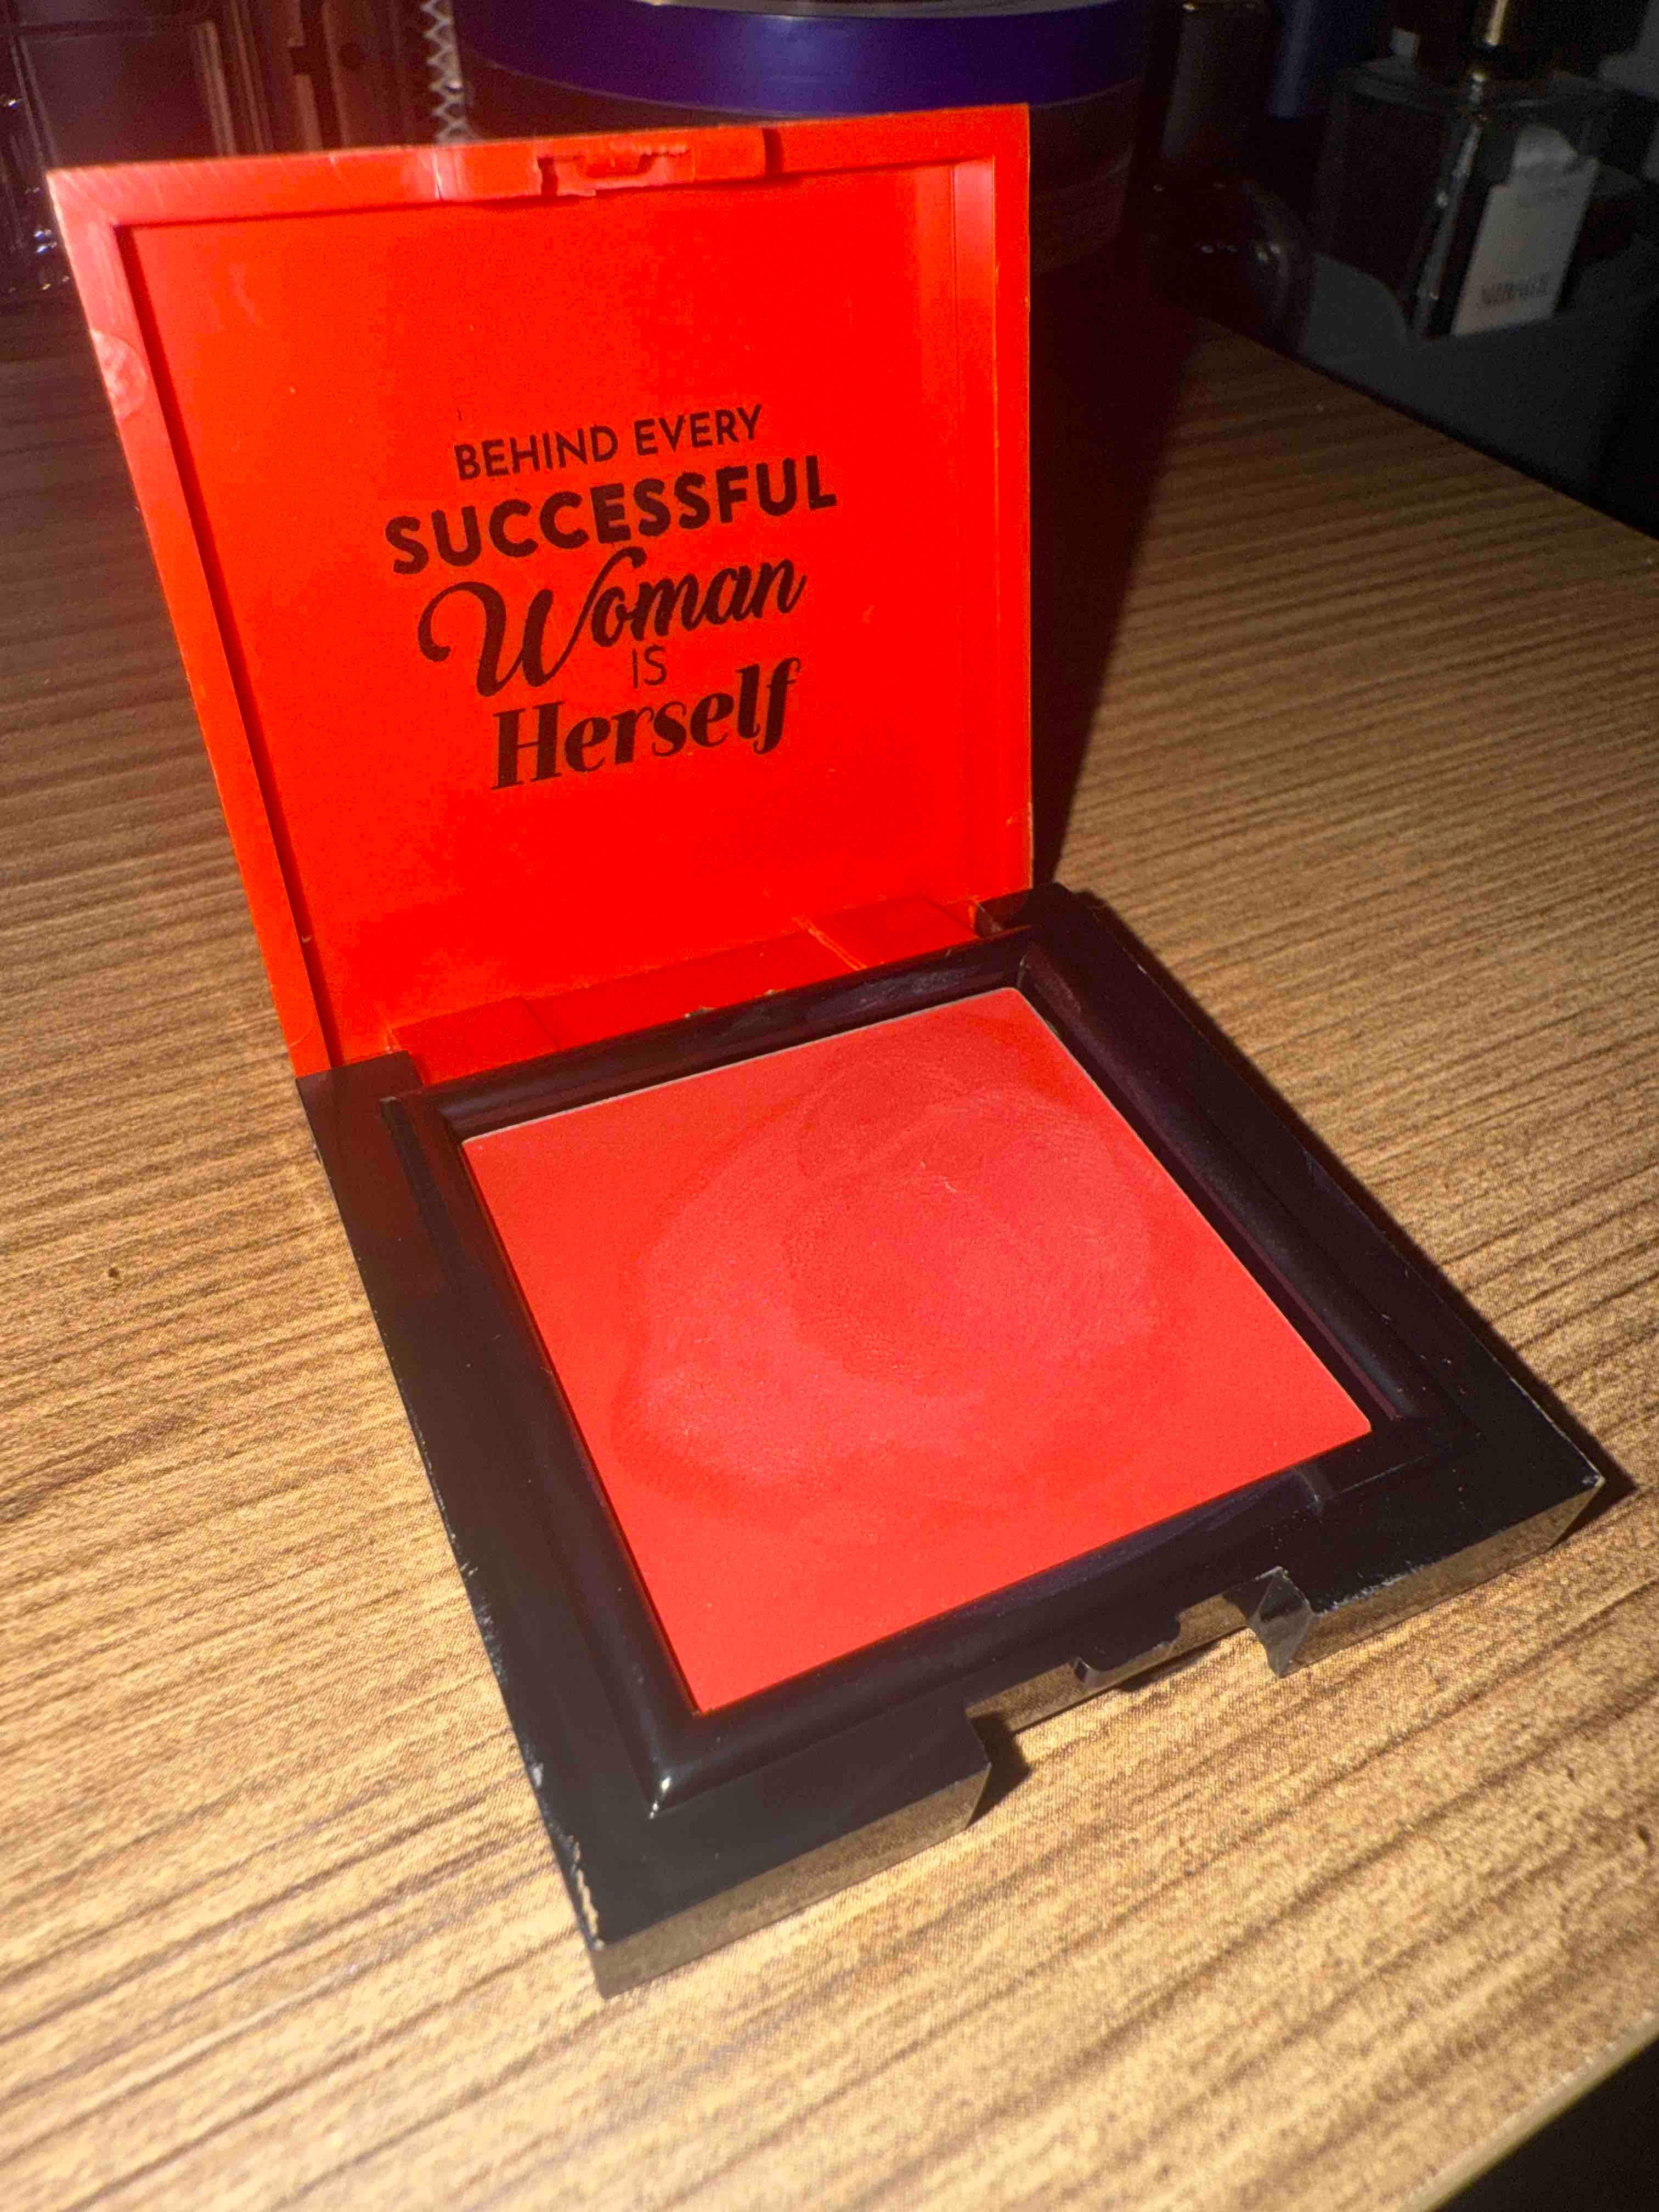 BEHIND EVERY
SUCCESSFUL
Woman
IS
Herself